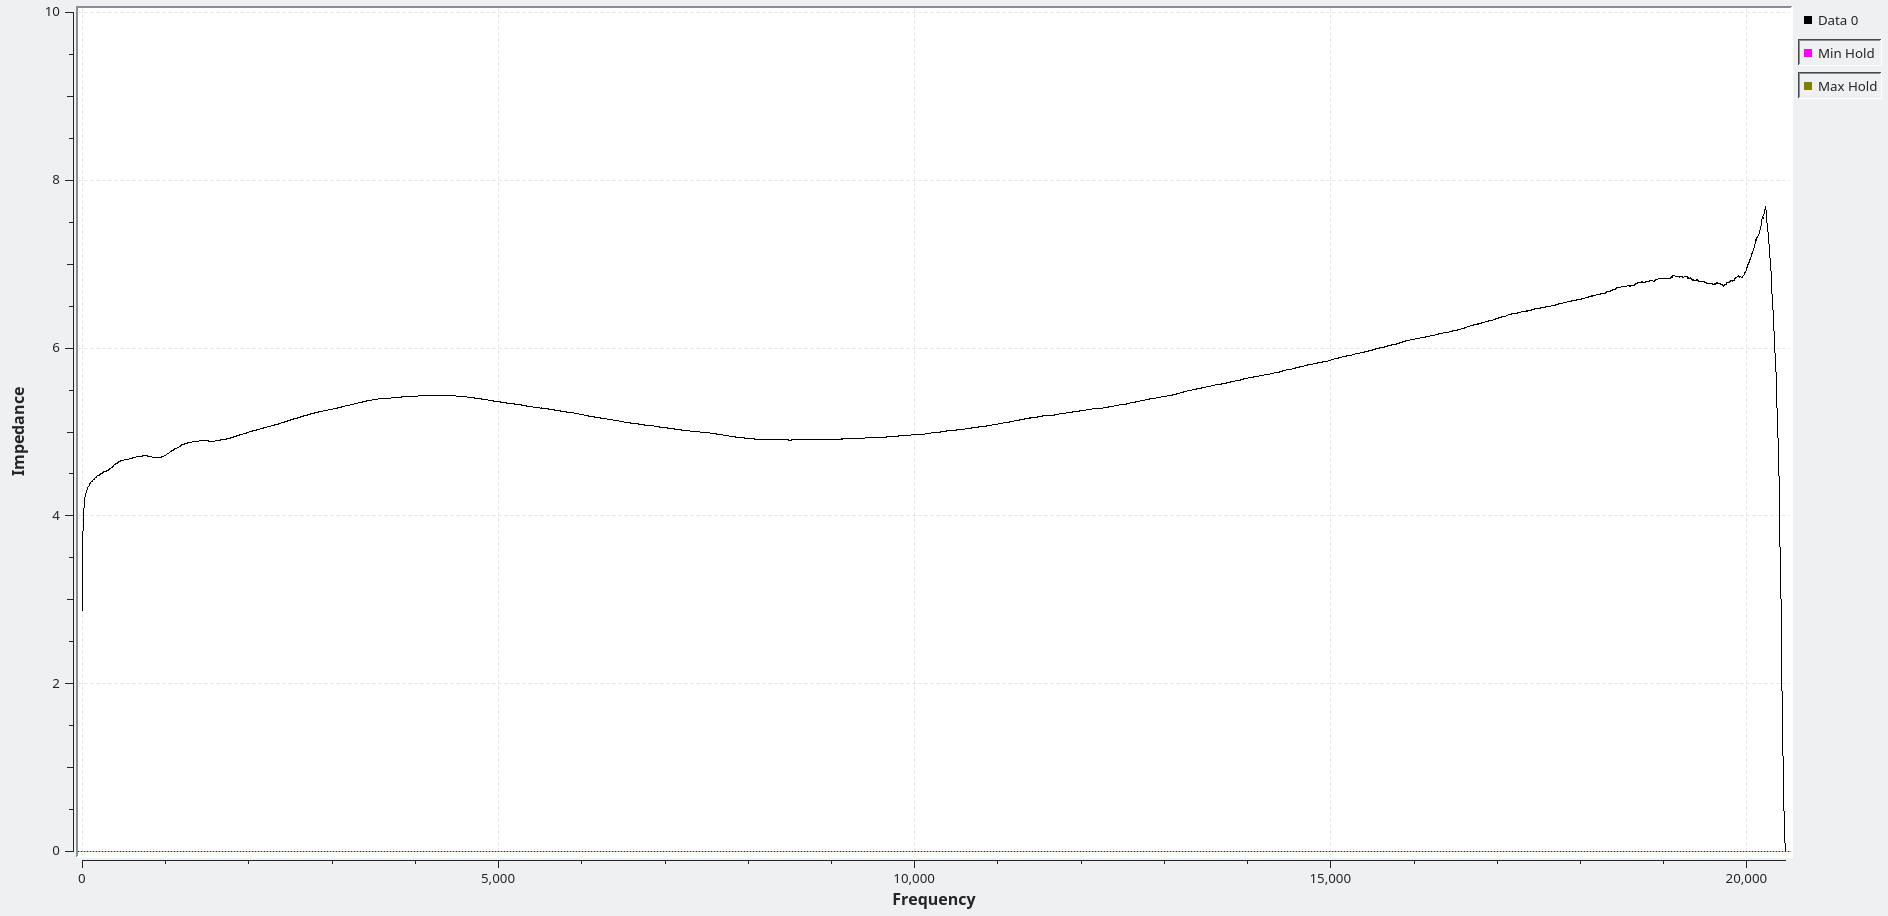 10
8
6
4
2
0
Impedance
0
5,000
10,000
15,000
20,000
Frequency
Data 0
Min Hold
Max Hold